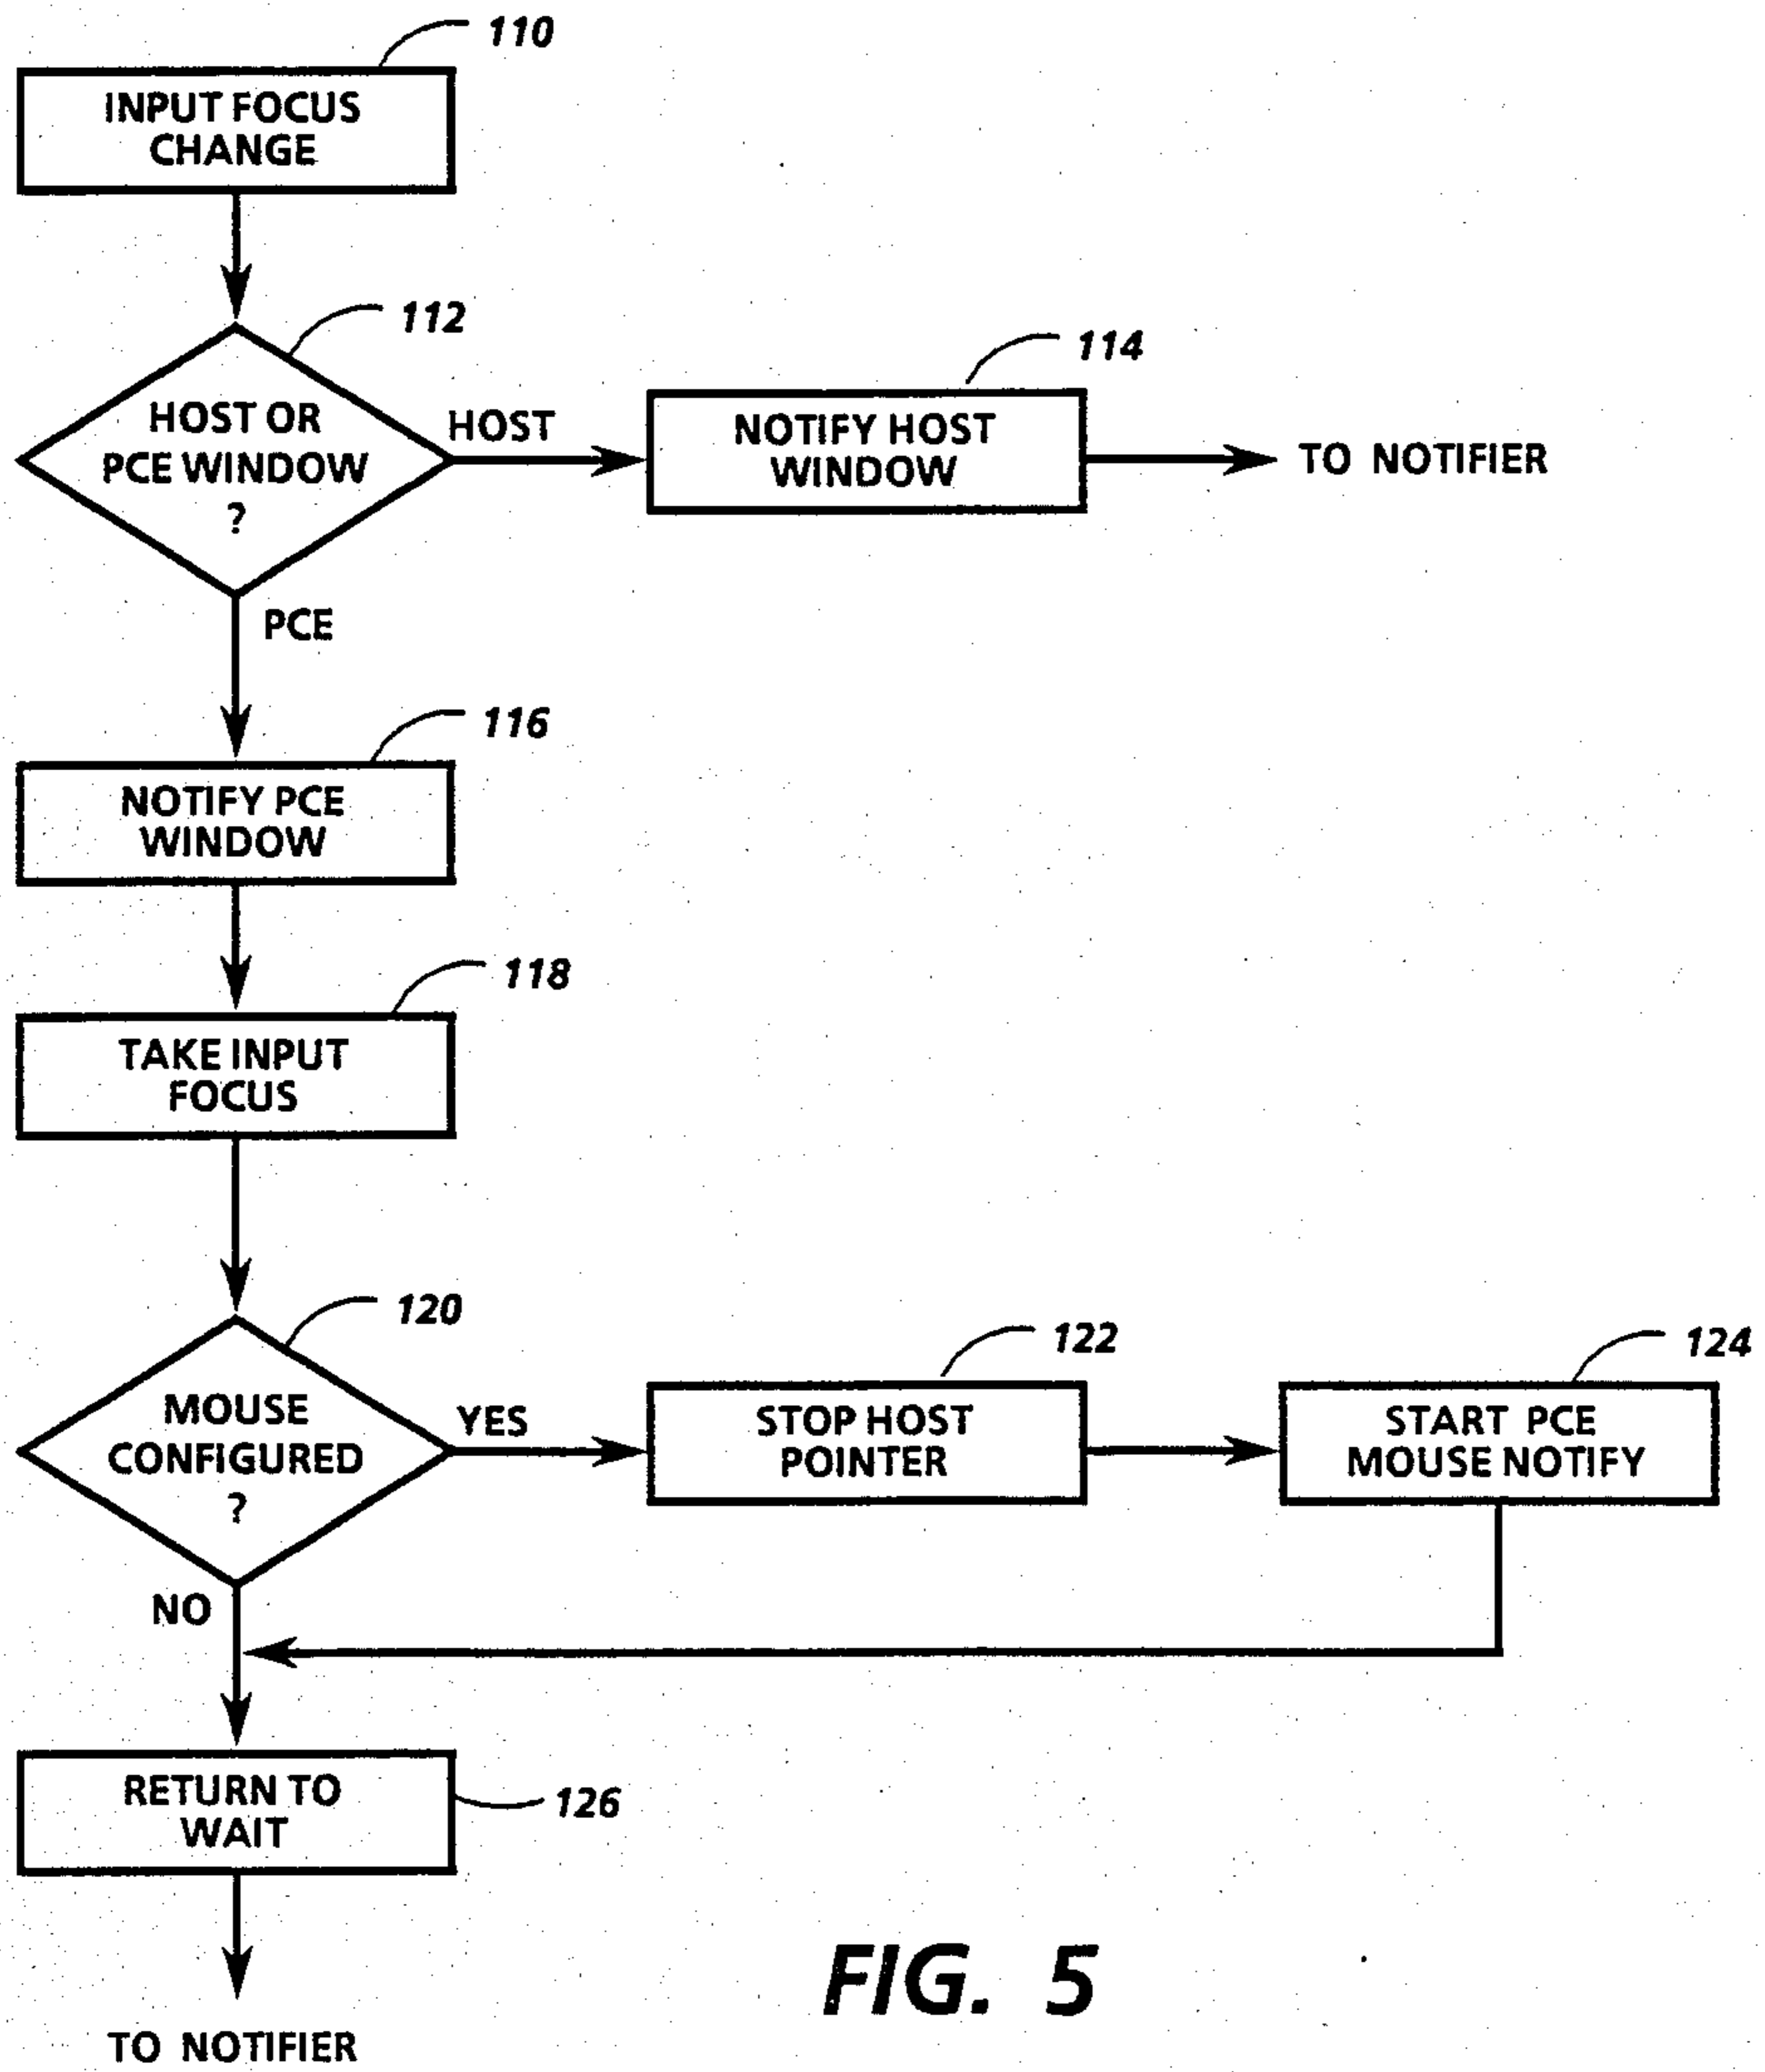 110
INPUT FOCUS
CHANGE
112
HOST OR
PCE WINDOW
?
HOST
114
NOTIFY HOST
WINDOW
TO NOTIFIER
PCE
116
NOTIFY PCE
WINDOW
118
TAKE INPUT
FOCUS
120
MOUSE
CONFIGURED
?
YES
122
STOP HOST
POINTER
124
START PCE
MOUSE NOTIFY
NO
RETURN TO
WAIT
126
TO NOTIFIER
FIG. 5